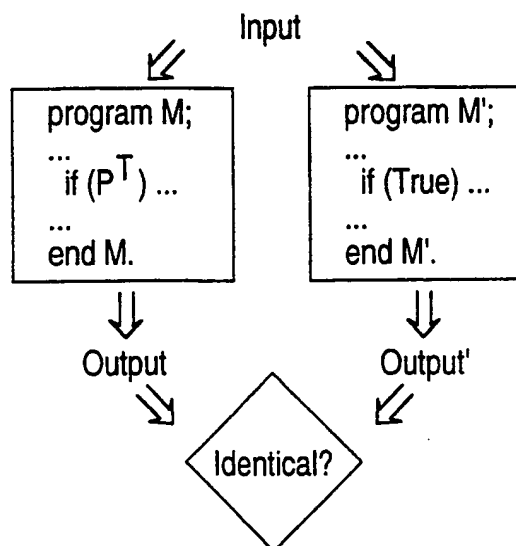 Input
program M;
...
if (P^T) ...
...
end M.
program M';
...
if (True) ...
...
end M'.
Output
Output'
Identical?